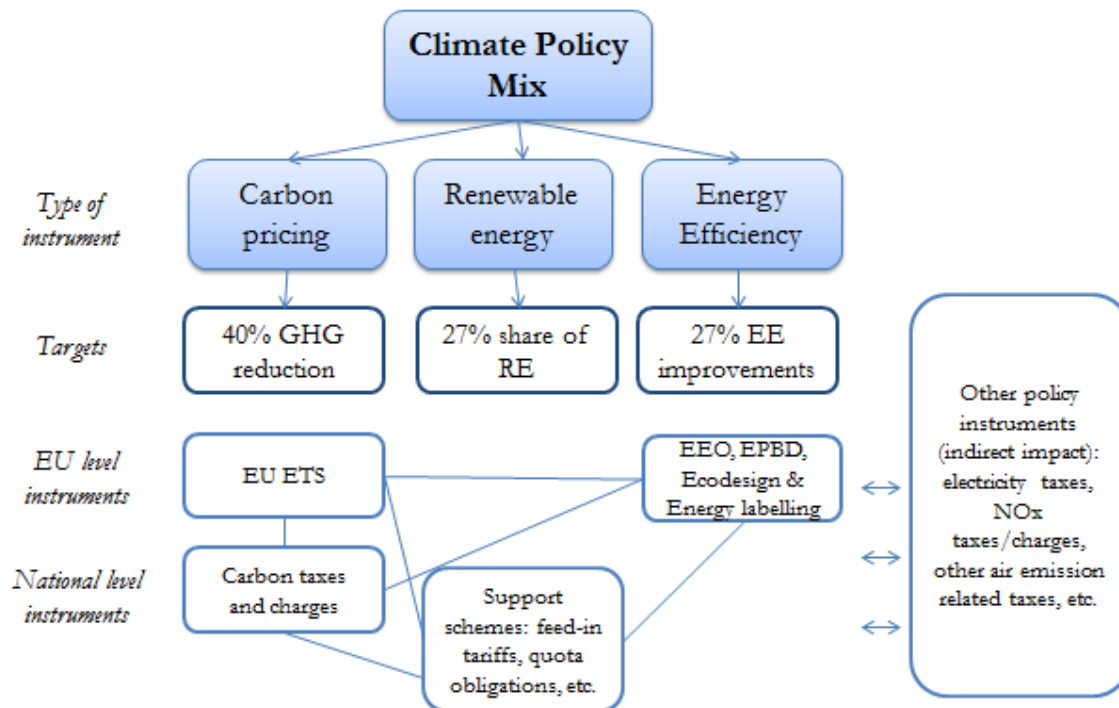 Climate Policy
Mix
Type of
instrument
Carbon
pricing
Renewable
energy
Energy
Efficiency
Targets
40% GHG
reduction
27% share of
RE
27% EE
improvements
EU level
instruments
EU ETS
EEO, EPBD,
Ecodesign &
Energy labelling
National level
instruments
Carbon taxes
and charges
Support
schemes: feed-in
tariffs, quota
obligations, etc.
Other policy
instruments
(indirect impact):
electricity taxes,
NOx
taxes/charges,
other air emission
related taxes, etc.